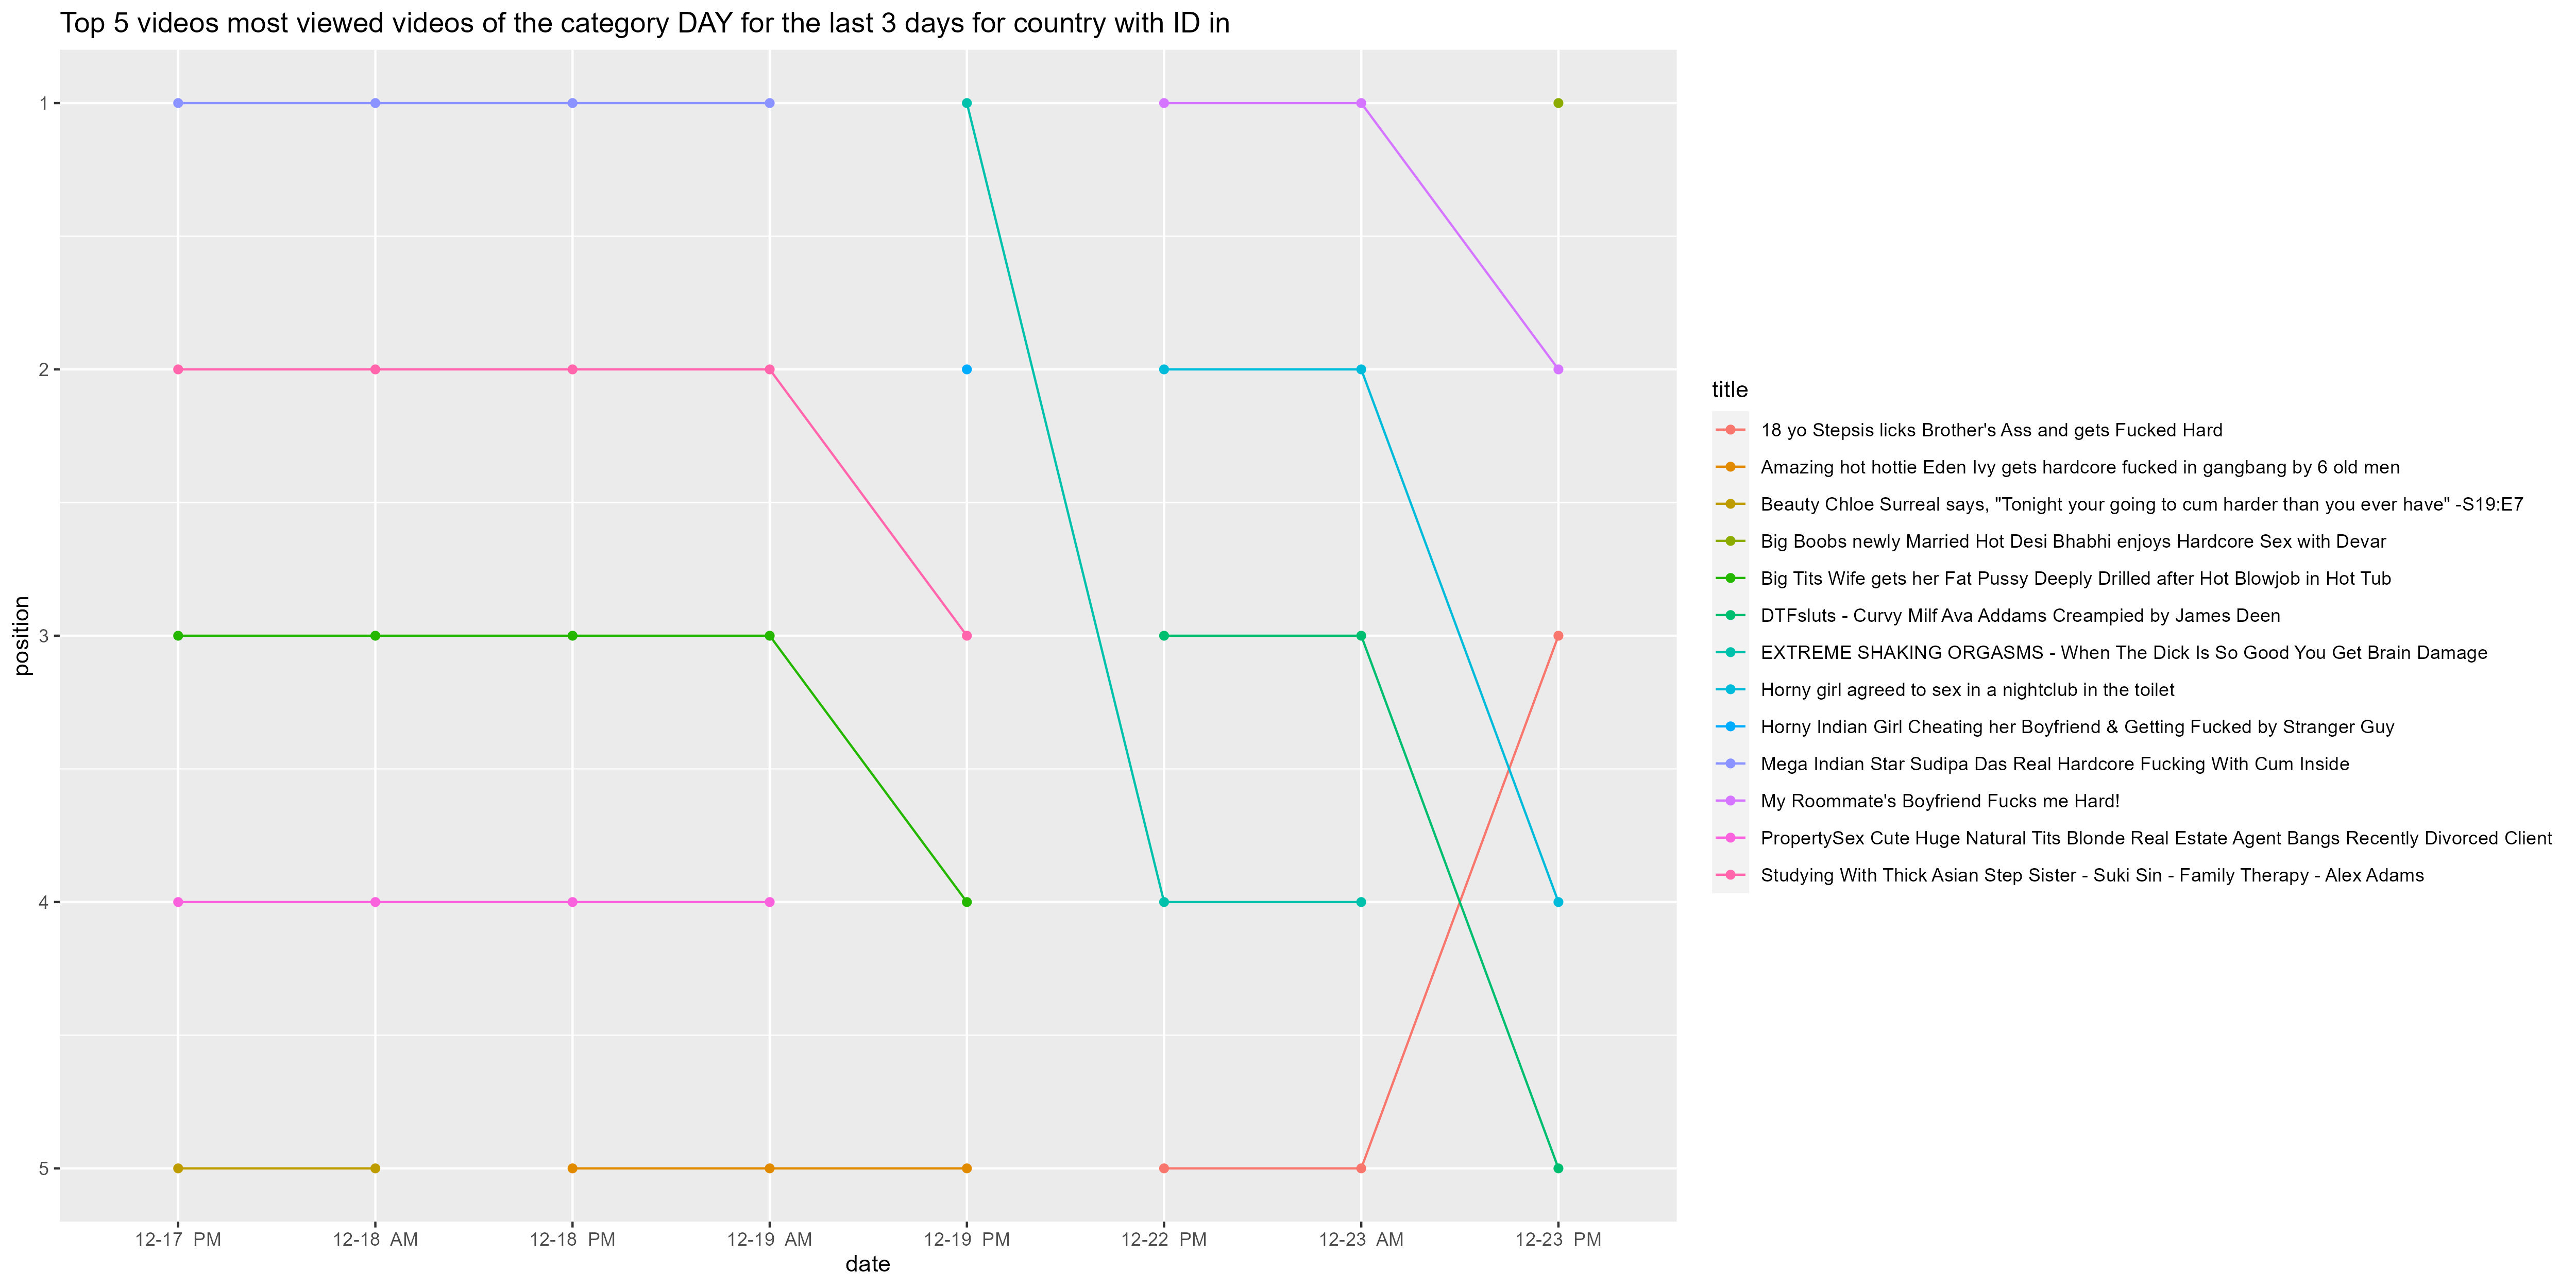 Top 5 videos most viewed videos of the category DAY for the last 3 days for country with ID in
position
1
2
3
4
5
12-17 PM
12-18 AM
12-18 PM
12-19 AM
12-19 PM
12-22 PM
12-23 AM
12-23 PM
date
title
18 yo Stepsis licks Brother's Ass and gets Fucked Hard
Amazing hot hottie Eden Ivy gets hardcore fucked in gangbang by 6 old men
Beauty Chloe Surreal says, "Tonight your going to cum harder than you ever have" -S19:E7
Big Boobs newly Married Hot Desi Bhabhi enjoys Hardcore Sex with Devar
Big Tits Wife gets her Fat Pussy Deeply Drilled after Hot Blowjob in Hot Tub
DTFsluts - Curvy Milf Ava Addams Creampied by James Deen
EXTREME SHAKING ORGASMS - When The Dick Is So Good You Get Brain Damage
Horny girl agreed to sex in a nightclub in the toilet
Horny Indian Girl Cheating her Boyfriend & Getting Fucked by Stranger Guy
Mega Indian Star Sudipa Das Real Hardcore Fucking With Cum Inside
My Roommate's Boyfriend Fucks me Hard!
PropertySex Cute Huge Natural Tits Blonde Real Estate Agent Bangs Recently Divorced Client
Studying With Thick Asian Step Sister - Suki Sin - Family Therapy - Alex Adams